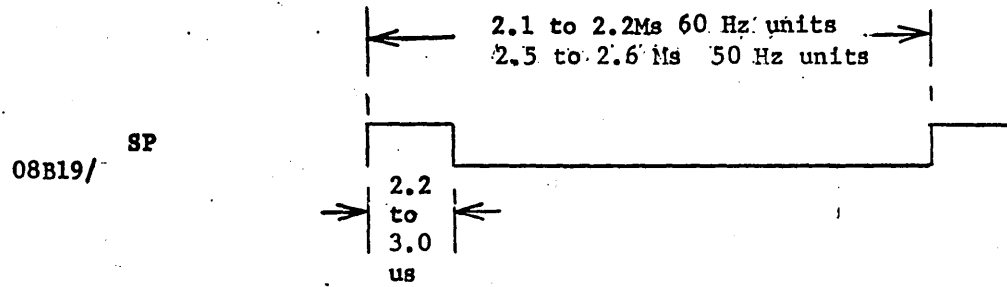 2.1 to 2.2Ms 60 Hz units
2.5 to 2.6 Ms 50 Hz units
SP
08B19/
2.2
to
3.0
us